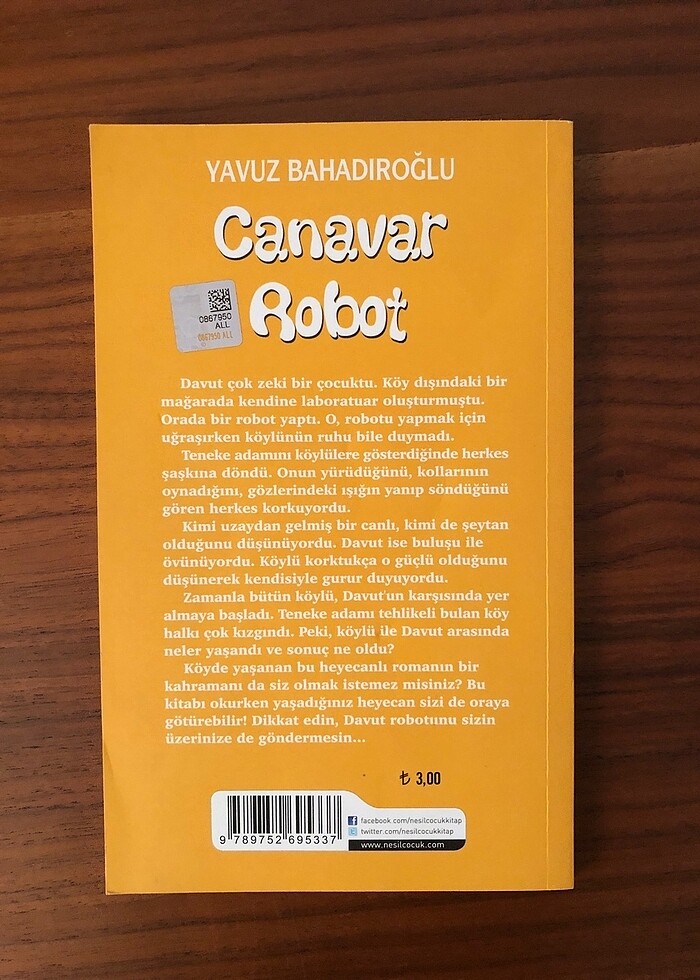 YAVUZ BAHADIROĞLU
Canavar
Robot
0867950
ALL
0867950 ALL
Davut çok zeki bir çocuktu. Köy dışındaki bir
mağarada kendine laboratuar oluşturmuştu.
Orada bir robot yaptı. O, robotu yapmak için
uğraşırken köylünün ruhu bile duymadı.
Teneke adamını köylülere gösterdiğinde herkes
şaşkına döndü. Onun yürüdüğünü, kollarının
oynadığını, gözlerindeki ışığın yanıp söndüğünü
gören herkes korkuyordu.
Kimi uzaydan gelmiş bir canlı, kimi de şeytan
olduğunu düşünüyordu. Davut ise buluşu ile
övünüyordu. Köylü korktukça o güçlü olduğunu
düşünerek kendisiyle gurur duyuyordu.
Zamanla bütün köylü, Davut'un karşısında yer
almaya başladı. Teneke adamı tehlikeli bulan köy
halkı çok kızgındı. Peki, köylü ile Davut arasında
neler yaşandı ve sonuç ne oldu?
Köyde yaşanan bu heyecanlı romanın bir
kahramanı da siz olmak istemez misiniz? Bu
kitabı okurken yaşadığınız heyecan sizi de oraya
götürebilir! Dikkat edin, Davut robotunu sizin
üzerinize de göndermesin...
₺ 3,00
9 789752 695337
facebook.com/nesilcocukkitap
twitter.com/nesilcocukkitap
www.nesilcocuk.com